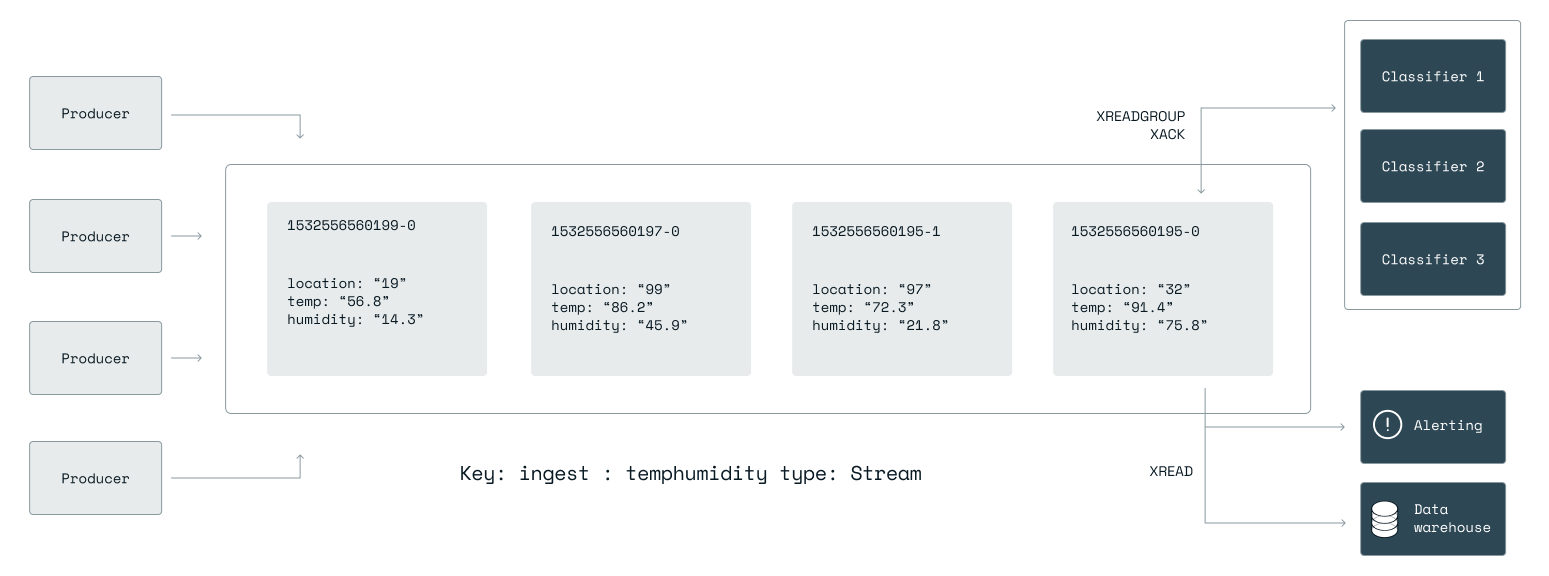 Producer
Producer
Producer
Producer
1532556560199-0
location: “19”
temp: “56.8”
humidity: “14.3”
1532556560197-0
location: “99”
temp: “86.2”
humidity: “45.9”
1532556560195-1
location: “97”
temp: “72.3”
humidity: “21.8”
1532556560195-0
location: “32”
temp: “91.4”
humidity: “75.8”
Key: ingest : temphumidity type: Stream
XREADGROUP
XACK
Classifier 1
Classifier 2
Classifier 3
XREAD
Alerting
Data
warehouse